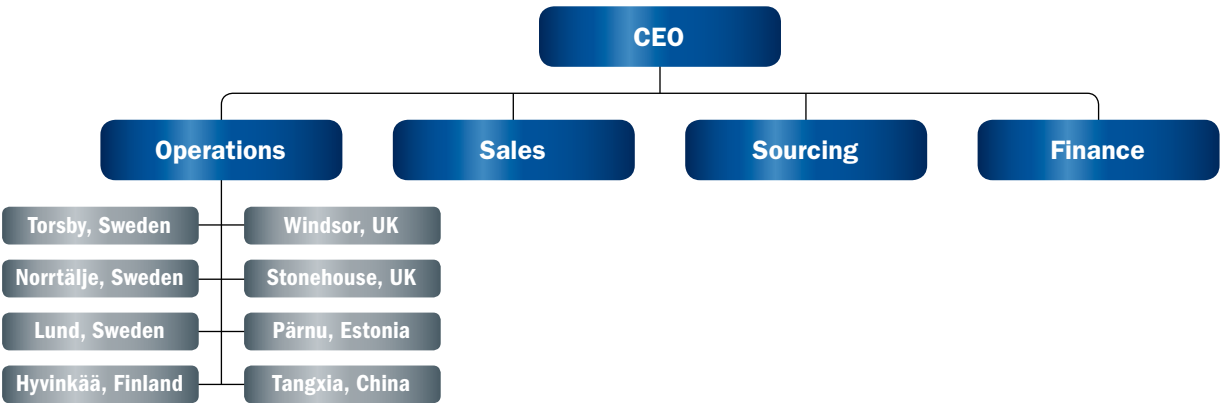 CEO
Operations
Sales
Sourcing
Finance
Torsby, Sweden
Windsor, UK
Norrtälje, Sweden
Stonehouse, UK
Lund, Sweden
Pärnu, Estonia
Hyvinkää, Finland
Tangxia, China